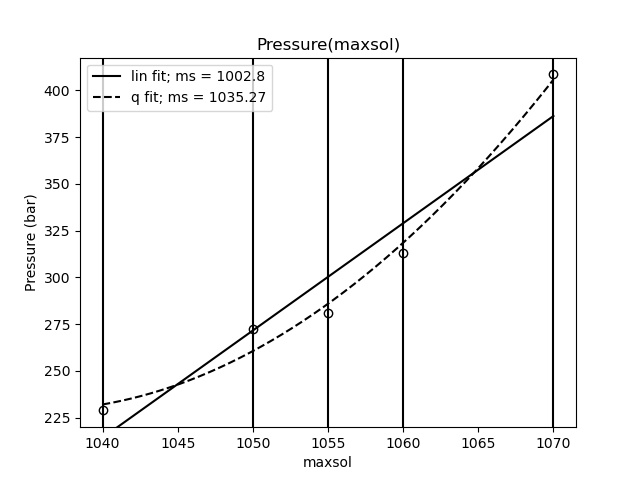 Pressure(maxsol)
lin fit; ms = 1002.8
q fit; ms = 1035.27
400
375
350
325
300
275
250
225
Pressure (bar)
1040 1045 1050 1055 1060 1065 1070
maxsol